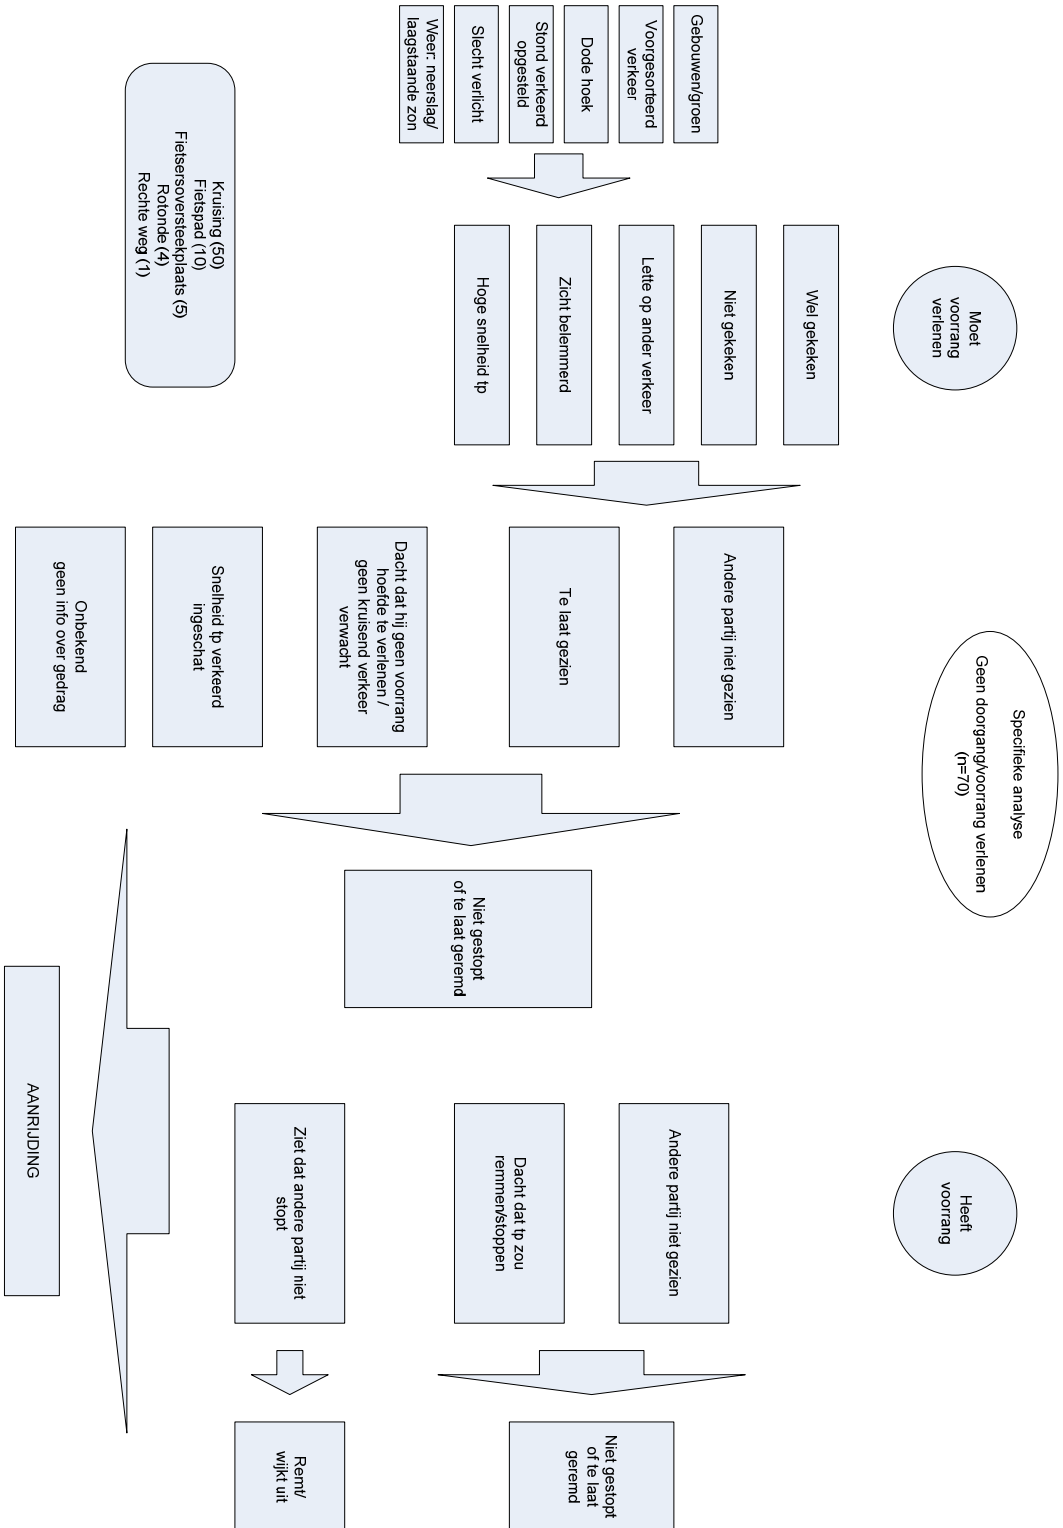 Specifieke analyse
Geen doorgang/voorrang verlenen
(n=70)
Moet
voorrang
verlenen
Heeft
voorrang
Gebouwen/groen
Voorgesorteerd
verkeer
Dode hoek
Stond verkeerd
opgesteld
Slecht verlicht
Weer: neerslag/
laagstaande zon
Wel gekeken
Niet gekeken
Lette op ander verkeer
Zicht belemmerd
Hoge snelheid tp
Andere partij niet gezien
Te laat gezien
Dacht dat hij geen voorrang
hoefde te verlenen /
geen kruisend verkeer
verwacht
Snelheid tp verkeerd
ingeschat
Onbekend
geen info over gedrag
Niet gestopt
of te laat geremd
Andere partij niet gezien
Dacht dat tp zou
remmen/stoppen
Ziet dat andere partij niet
stopt
Niet gestopt
of te laat
geremd
Remt/
wijkt uit
Kruising (50)
Fietspad (10)
Fietsersoversteekplaats (5)
Rotonde (4)
Rechte weg (1)
AANRIJDING